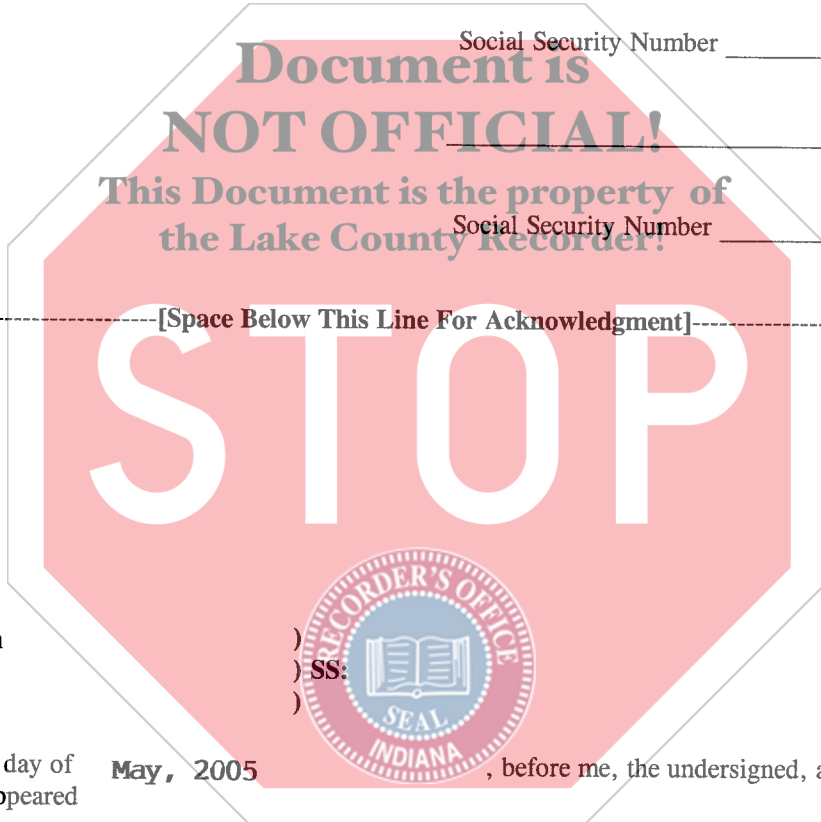 Social Security Number
Document is
NOT OFFICIAL!
This Document is the property of
the Lake County Recorder!
Social Security Number
[Space Below This Line For Acknowledgment]
STOP
RECORDER'S OFFICE
)
) SS:
)
SEAL
INDIANA
day of May, 2005 , before me, the undersigned, a
ppeared